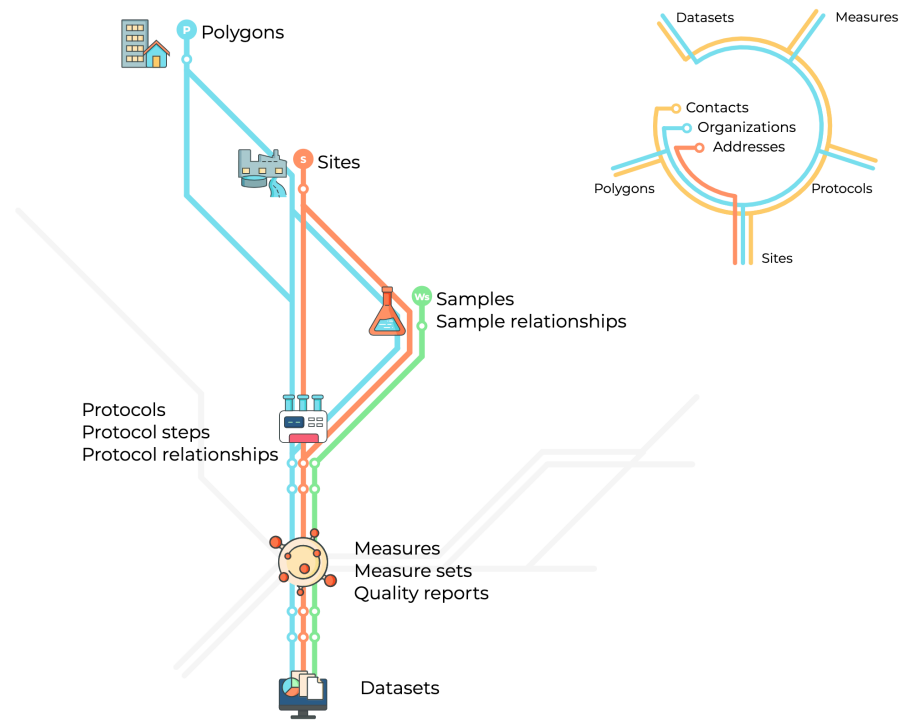 P
Polygons
S
Sites
Ws
Samples
Sample relationships
Protocols
Protocol steps
Protocol relationships
Measures
Measure sets
Quality reports
Datasets
Datasets
Measures
Contacts
Organizations
Addresses
Polygons
Protocols
Sites